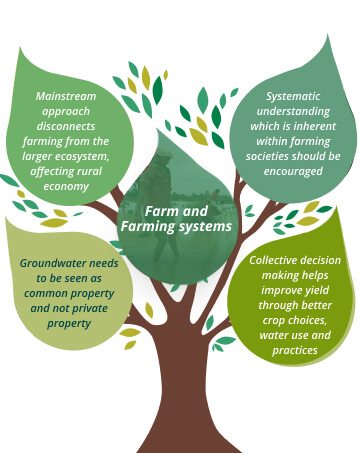 Mainstream
approach
disconnects
farming from the
larger ecosystem,
affecting rural
economy
Systematic
understanding
which is inherent
within farming
societies should be
encouraged
Farm and
Farming systems
Groundwater needs
to be seen as
common property
and not private
property
Collective decision
making helps
improve yield
through better
crop choices,
water use and
practices